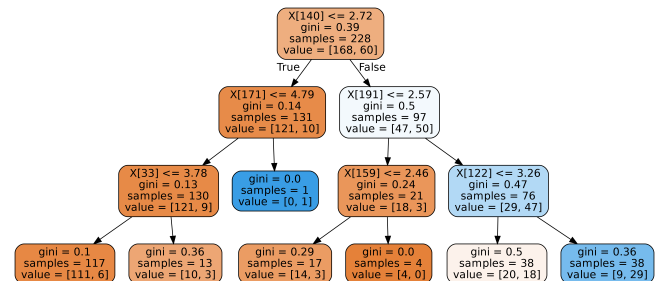 X[140] <= 2.72
gini = 0.39
samples = 228
value = [168, 60]
True
False
X[171] <= 4.79
gini = 0.14
samples = 131
value = [121, 10]
X[191] <= 2.57
gini = 0.5
samples = 97
value = [47, 50]
X[33] <= 3.78
gini = 0.13
samples = 130
value = [121, 9]
gini = 0.0
samples = 1
value = [0, 1]
X[159] <= 2.46
gini = 0.24
samples = 21
value = [18, 3]
X[122] <= 3.26
gini = 0.47
samples = 76
value = [29, 47]
gini = 0.1
samples = 117
value = [111, 6]
gini = 0.36
samples = 13
value = [10, 3]
gini = 0.29
samples = 17
value = [14, 3]
gini = 0.0
samples = 4
value = [4, 0]
gini = 0.5
samples = 38
value = [20, 18]
gini = 0.36
samples = 38
value = [9, 29]